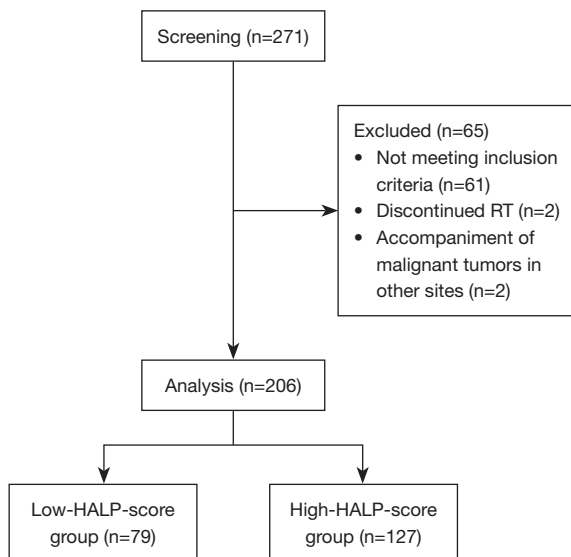 Screening (n=271)
Excluded (n=65)
• Not meeting inclusion
criteria (n=61)
• Discontinued RT (n=2)
• Accompaniment of
malignant tumors in
other sites (n=2)
Analysis (n=206)
Low-HALP-score
group (n=79)
High-HALP-score
group (n=127)